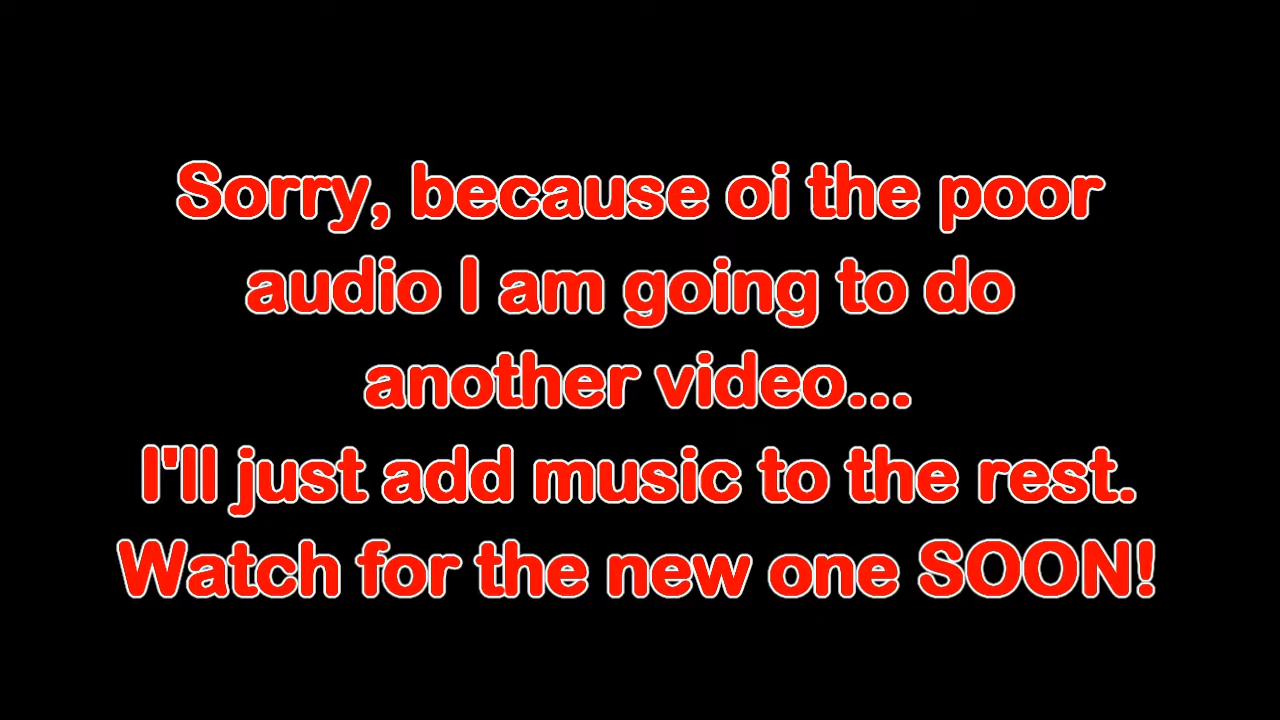 Sorry, because oi the poor
audio I am going to do
another video...
I'll just add music to the rest.
Watch for the new one SOON!